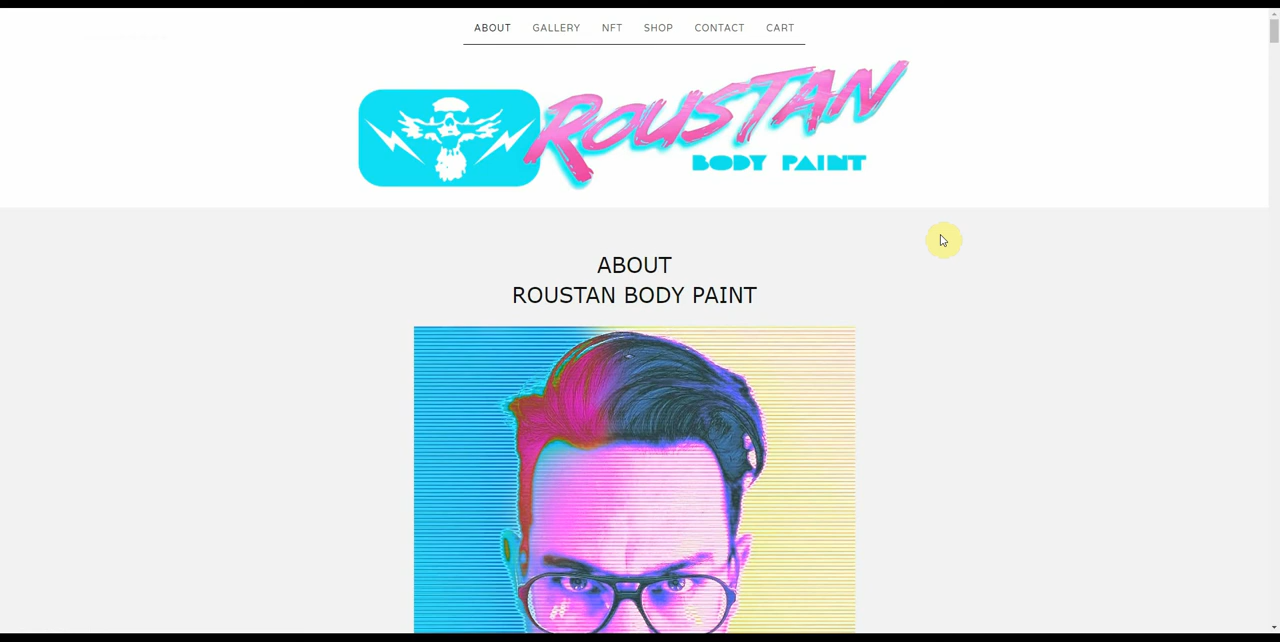 ABOUT GALLERY NFT SHOP CONTACT CART
ROUSTAN
BODY PAINT
ABOUT
ROUSTAN BODY PAINT